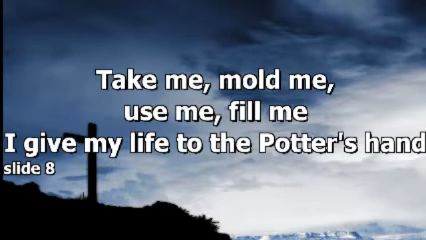 Take me, mold me,
use me, fill me
I give my life to the Potter's hand
slide 8